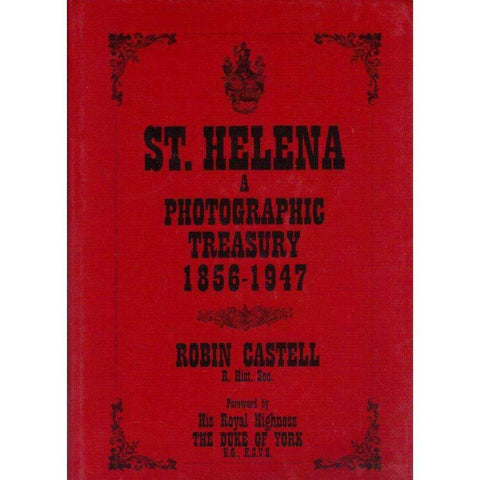 ST. HELENA
A
PHOTOGRAPHIC
TREASURY
1856-1947
ROBIN CASTELL
R. Hist. Soc.
Foreword by
His Royal Highness
THE DUKE OF YORK
K.G., K.C.V.O.